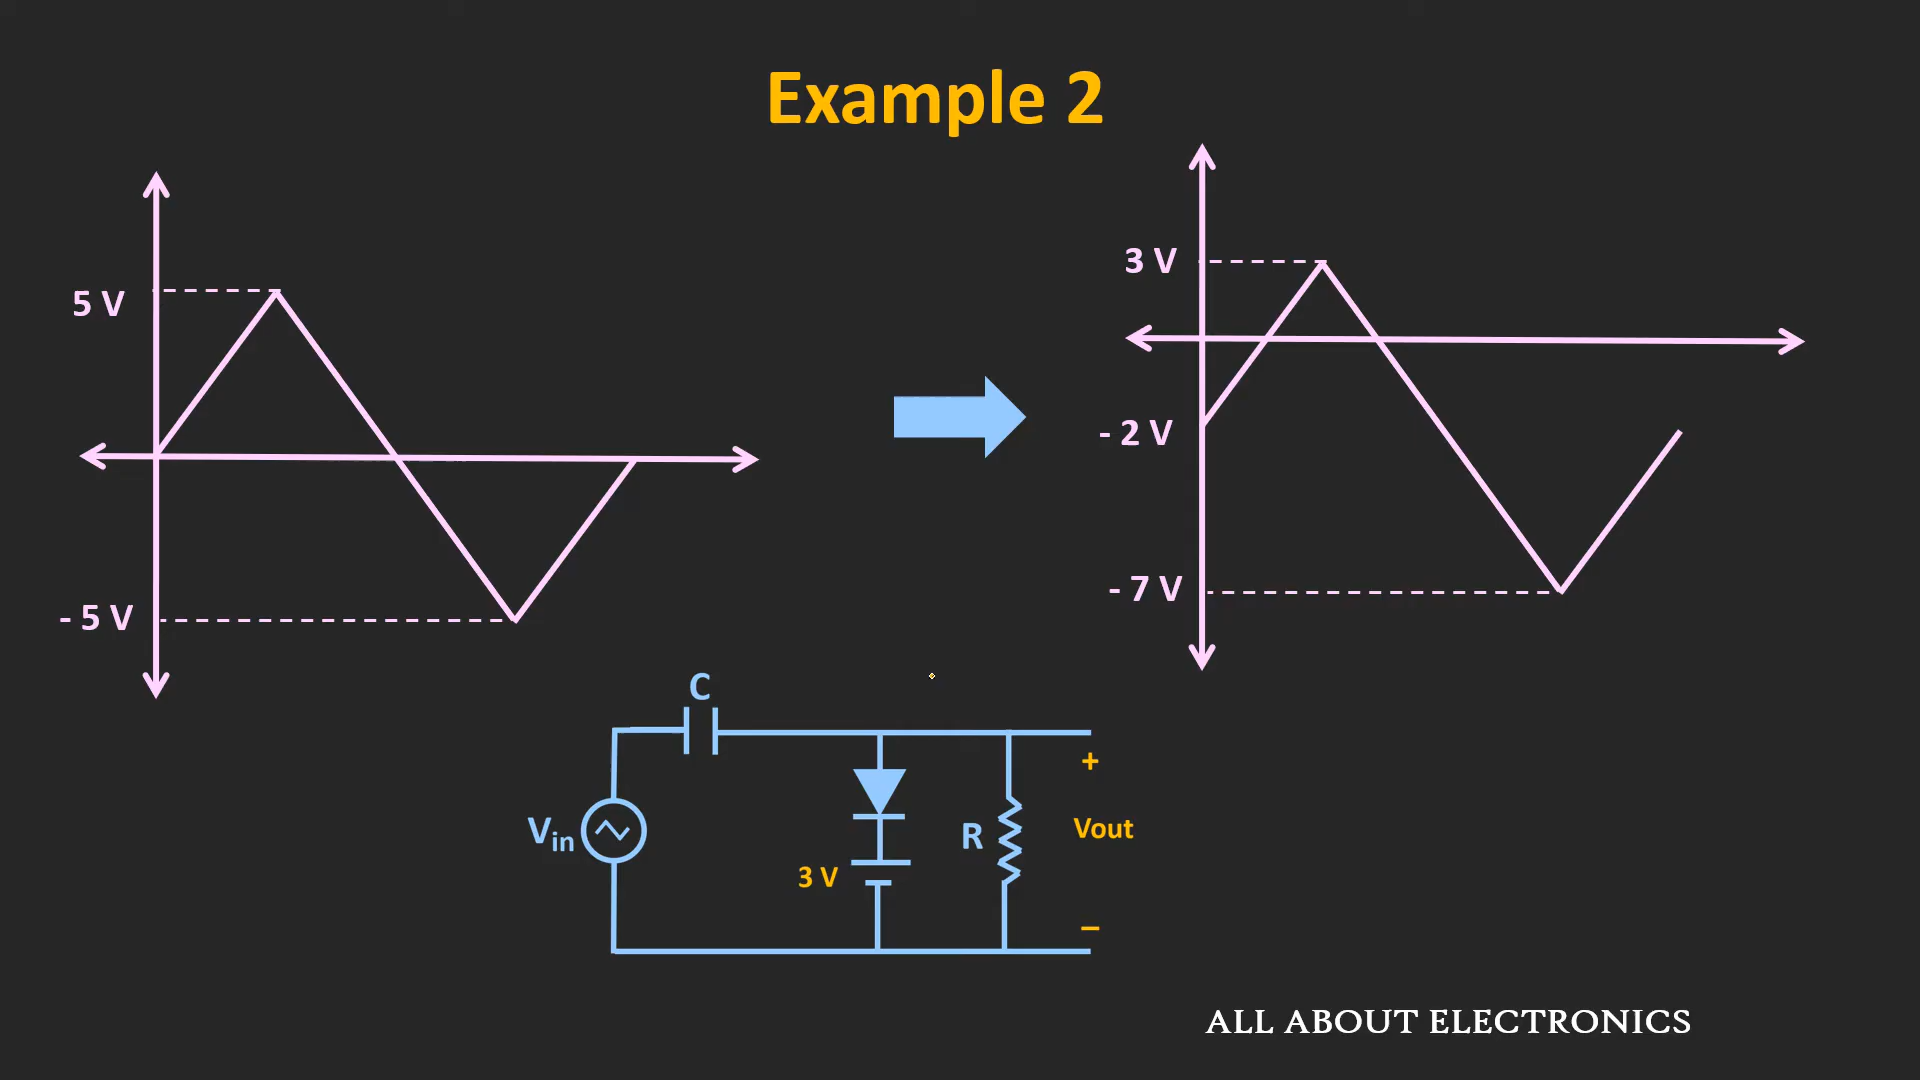 Example 2
5 V
- 5 V
3 V
- 2 V
- 7 V
C
Vin
3 V
R
+
Vout
−
ALL ABOUT ELECTRONICS